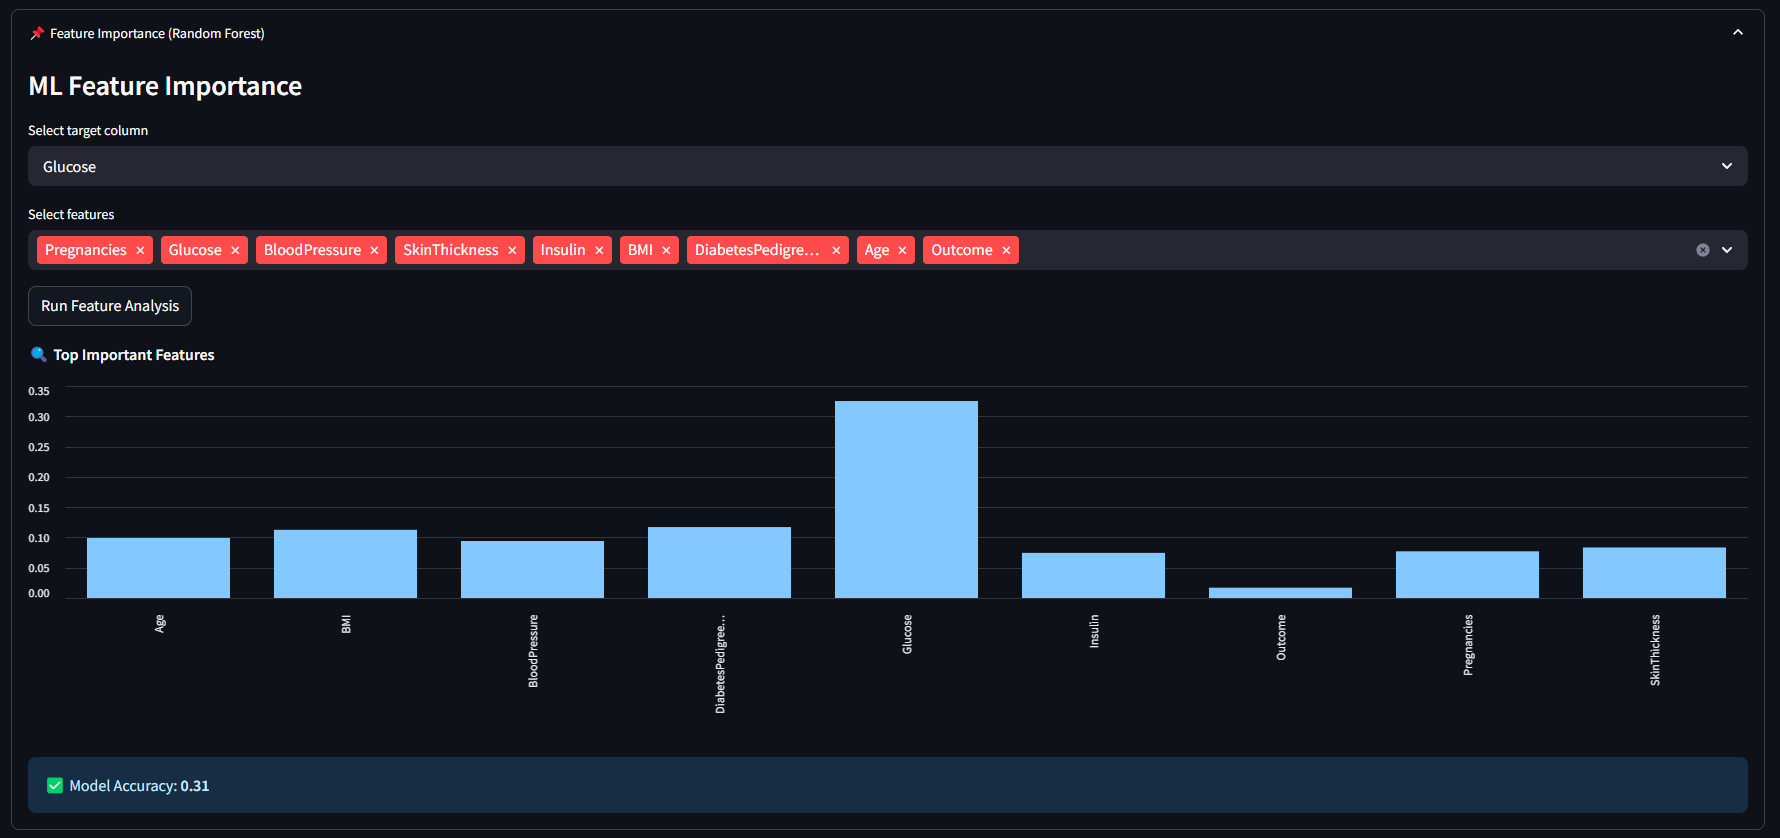 📌 Feature Importance (Random Forest)
ML Feature Importance
Select target column
Glucose
Select features
Pregnancies × Glucose × BloodPressure × SkinThickness × Insulin × BMI × DiabetesPedigre... × Age × Outcome ×
Run Feature Analysis
🔍 Top Important Features
0.35
0.30
0.25
0.20
0.15
0.10
0.05
0.00
Age
BMI
BloodPressure
DiabetesPedigree...
Glucose
Insulin
Outcome
Pregnancies
SkinThickness
✅ Model Accuracy: 0.31